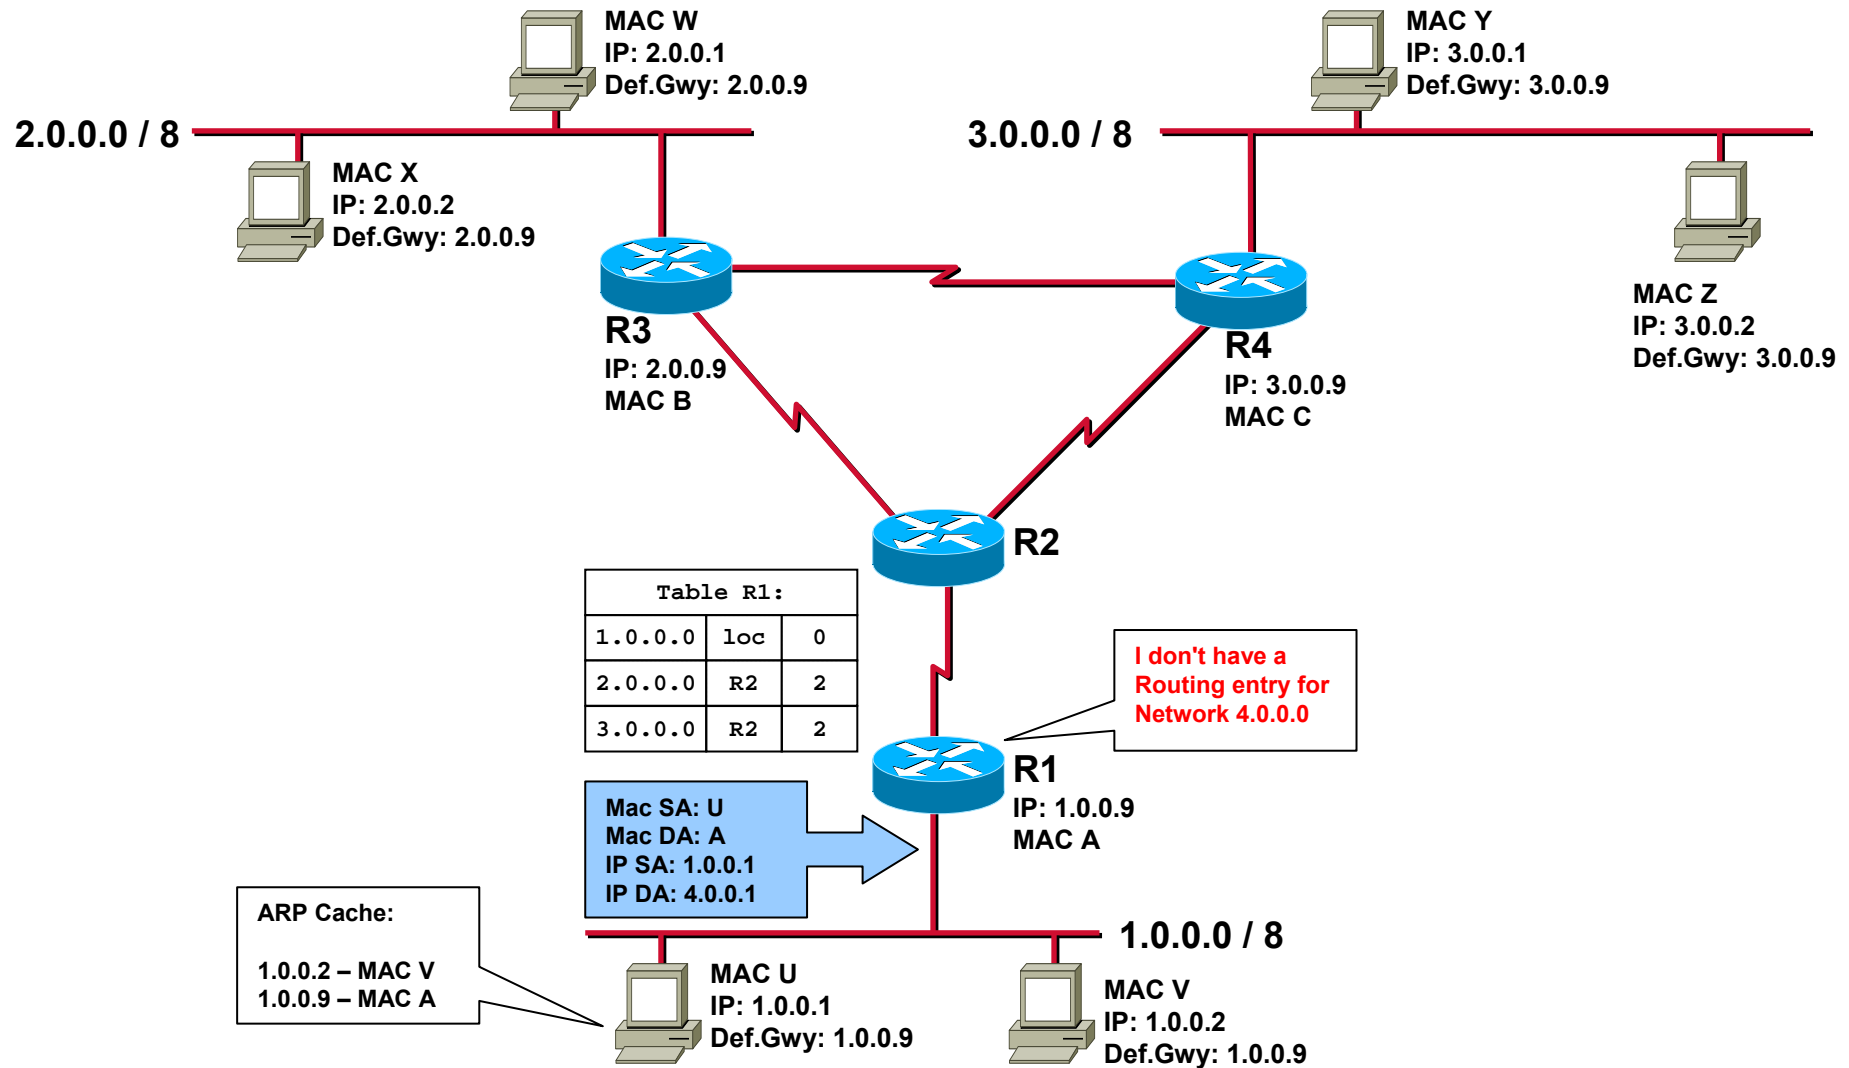 MAC W
IP: 2.0.0.1
Def.Gwy: 2.0.0.9
MAC Y
IP: 3.0.0.1
Def.Gwy: 3.0.0.9
2.0.0.0 / 8
3.0.0.0 / 8
MAC X
IP: 2.0.0.2
Def.Gwy: 2.0.0.9
MAC Z
IP: 3.0.0.2
Def.Gwy: 3.0.0.9
R3
IP: 2.0.0.9
MAC B
R4
IP: 3.0.0.9
MAC C
R2
Table R1:
1.0.0.0 loc 0
2.0.0.0 R2 2
3.0.0.0 R2 2
I don't have a
Routing entry for
Network 4.0.0.0
R1
IP: 1.0.0.9
MAC A
Mac SA: U
Mac DA: A
IP SA: 1.0.0.1
IP DA: 4.0.0.1
ARP Cache:
1.0.0.2 – MAC V
1.0.0.9 – MAC A
1.0.0.0 / 8
MAC U
IP: 1.0.0.1
Def.Gwy: 1.0.0.9
MAC V
IP: 1.0.0.2
Def.Gwy: 1.0.0.9